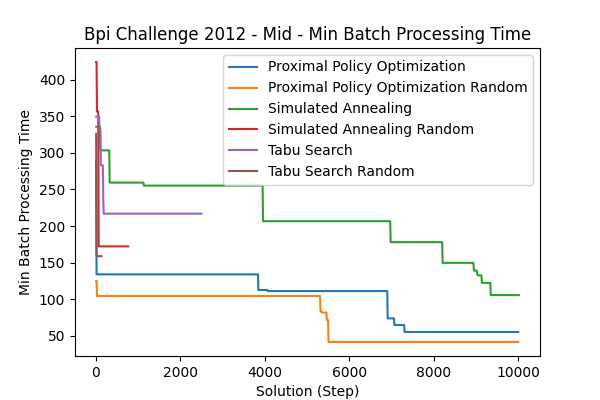 Bpi Challenge 2012 - Mid - Min Batch Processing Time
Min Batch Processing Time
400
350
300
250
200
150
100
50
Proximal Policy Optimization
Proximal Policy Optimization Random
Simulated Annealing
Simulated Annealing Random
Tabu Search
Tabu Search Random
0 2000 4000 6000 8000 10000
Solution (Step)